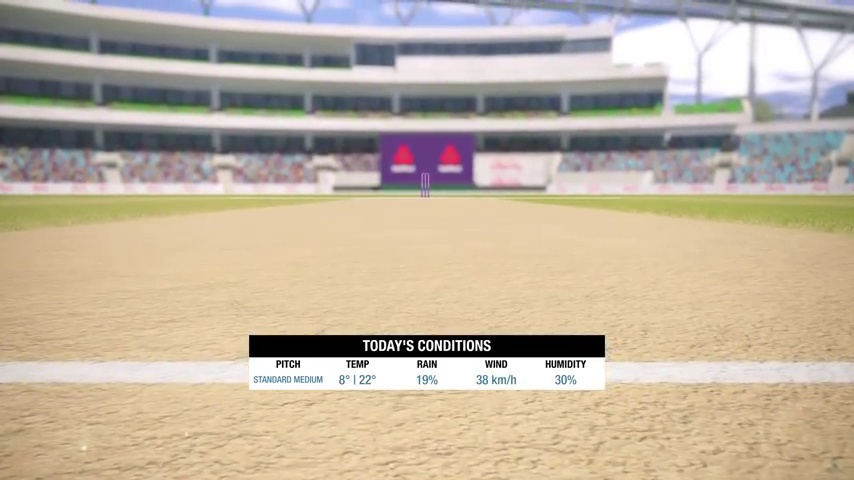 TODAY'S CONDITIONS
PITCH TEMP RAIN WIND HUMIDITY
STANDARD MEDIUM 8° | 22° 19% 38 km/h 30%